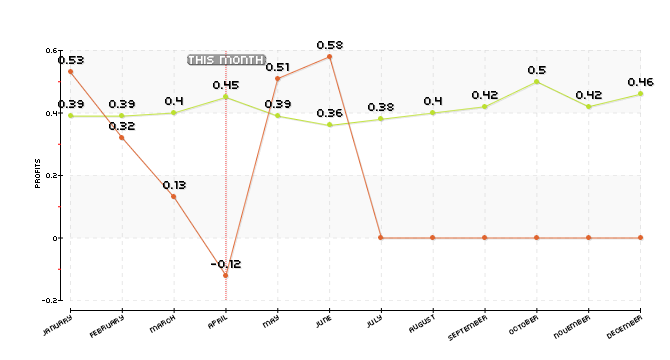 0.6
0.4
0.2
0
-0.2
PROFITS
THIS MONTH
0.53
0.32
0.13
-0.12
0.51
0.58
0.39
0.39
0.4
0.45
0.39
0.36
0.38
0.4
0.42
0.5
0.42
0.46
JANUARY
FEBRUARY
MARCH
APRIL
MAY
JUNE
JULY
AUGUST
SEPTEMBER
OCTOBER
NOVEMBER
DECEMBER